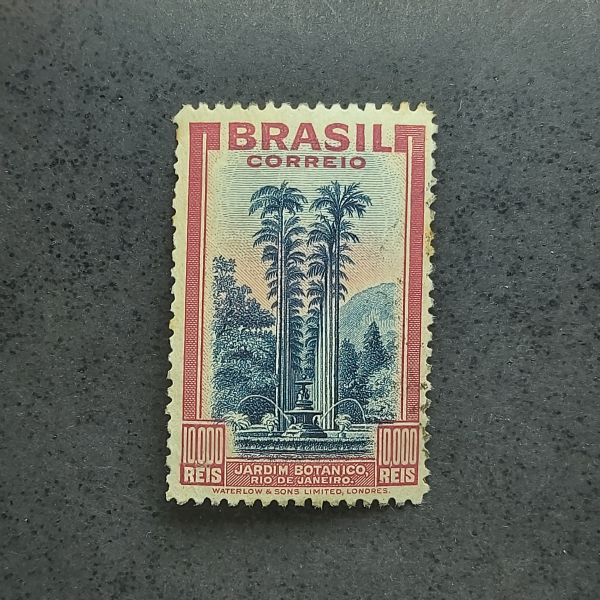 BRASIL
CORREIO
10.000 REIS
JARDIM BOTANICO,
RIO DE JANEIRO.
10.000 REIS
WATERLOW & SONS LIMITED, LONDRES.